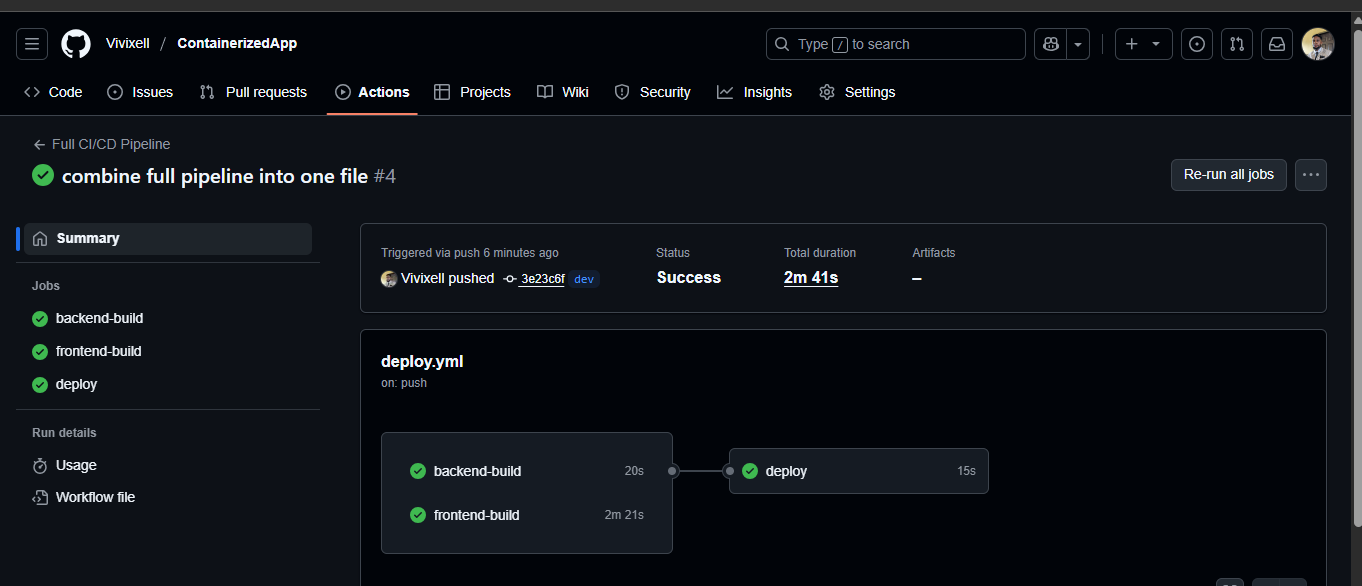 Vivixell / ContainerizedApp
Type / to search
Code Issues Pull requests Actions Projects Wiki Security Insights Settings
← Full CI/CD Pipeline
combine full pipeline into one file #4
Re-run all jobs
Summary
Jobs
backend-build
frontend-build
deploy
Run details
Usage
Workflow file
Triggered via push 6 minutes ago
Vivixell pushed 3e23c6f dev
Status
Success
Total duration
2m 41s
Artifacts
–
deploy.yml
on: push
backend-build 20s
frontend-build 2m 21s
deploy 15s